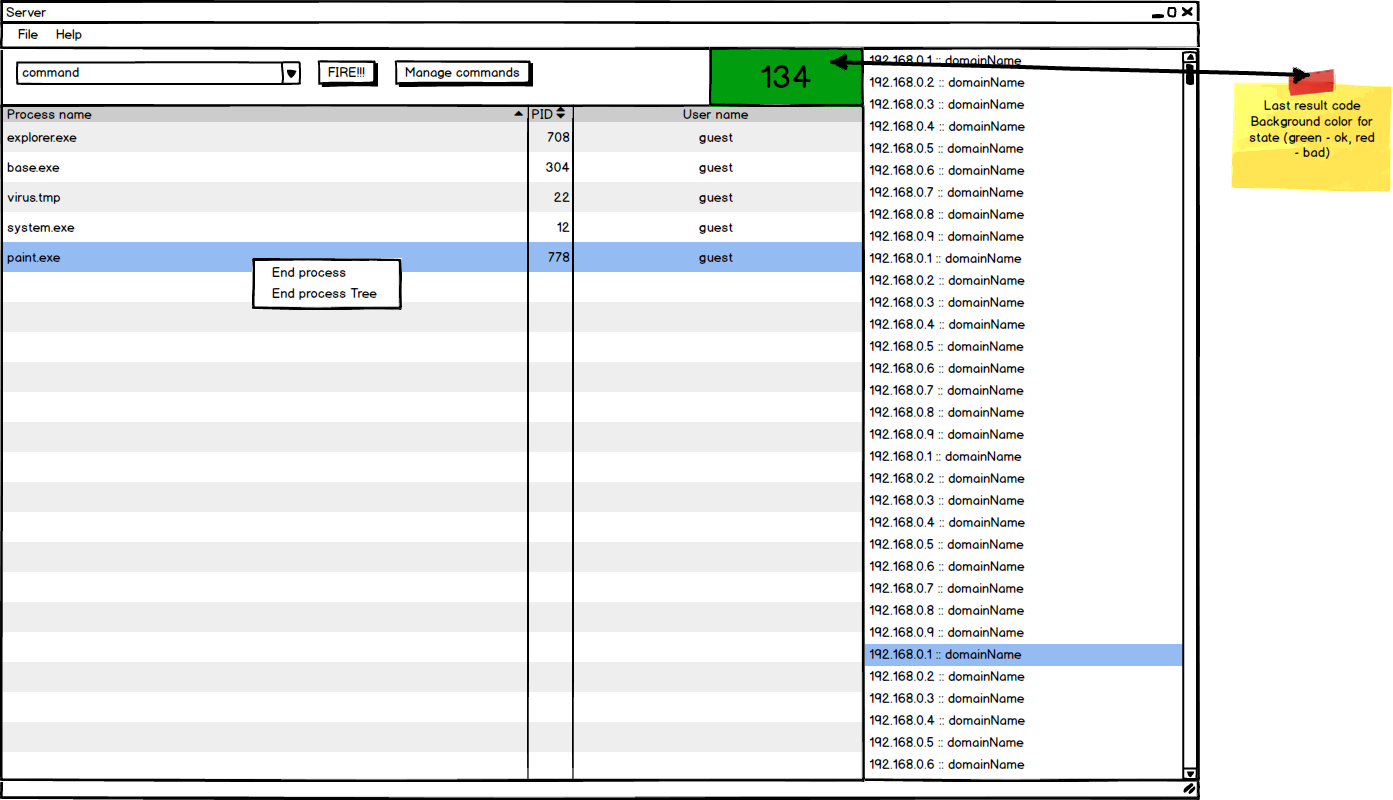 Server
File Help
command FIRE!!! Manage commands
134
Process name PID User name
explorer.exe 708 guest
base.exe 304 guest
virus.tmp 22 guest
system.exe 12 guest
paint.exe 778 guest
End process
End process Tree
192.168.0.1 :: domainName
192.168.0.2 :: domainName
192.168.0.3 :: domainName
192.168.0.4 :: domainName
192.168.0.5 :: domainName
192.168.0.6 :: domainName
192.168.0.7 :: domainName
192.168.0.8 :: domainName
192.168.0.9 :: domainName
192.168.0.1 :: domainName
192.168.0.2 :: domainName
192.168.0.3 :: domainName
192.168.0.4 :: domainName
192.168.0.5 :: domainName
192.168.0.6 :: domainName
192.168.0.7 :: domainName
192.168.0.8 :: domainName
192.168.0.9 :: domainName
192.168.0.1 :: domainName
192.168.0.2 :: domainName
192.168.0.3 :: domainName
192.168.0.4 :: domainName
192.168.0.5 :: domainName
192.168.0.6 :: domainName
192.168.0.7 :: domainName
192.168.0.8 :: domainName
192.168.0.9 :: domainName
192.168.0.1 :: domainName
192.168.0.2 :: domainName
192.168.0.3 :: domainName
192.168.0.4 :: domainName
192.168.0.5 :: domainName
192.168.0.6 :: domainName
Last result code
Background color for
state (green - ok, red
- bad)